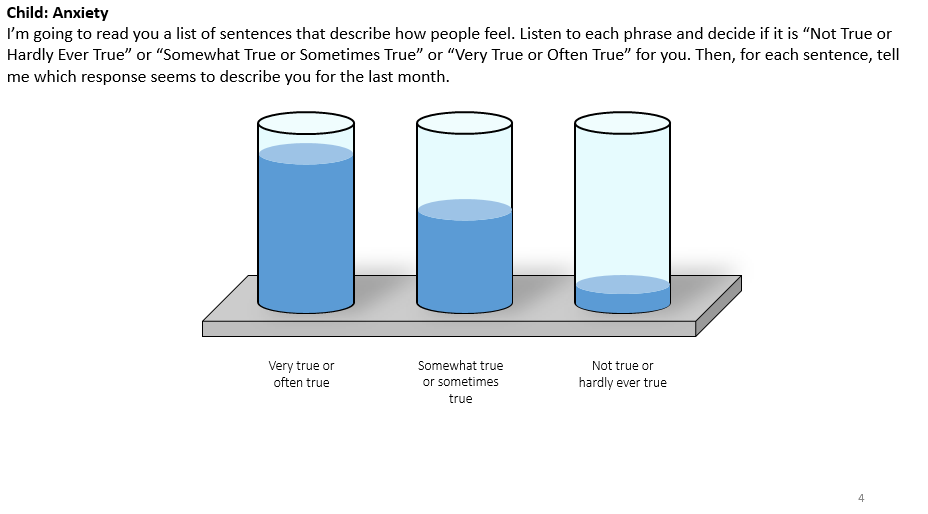 Child: Anxiety
I’m going to read you a list of sentences that describe how people feel. Listen to each phrase and decide if it is “Not True or
Hardly Ever True” or “Somewhat True or Sometimes True” or “Very True or Often True” for you. Then, for each sentence, tell
me which response seems to describe you for the last month.
Very true or
often true
Somewhat true
or sometimes
true
Not true or
hardly ever true
4